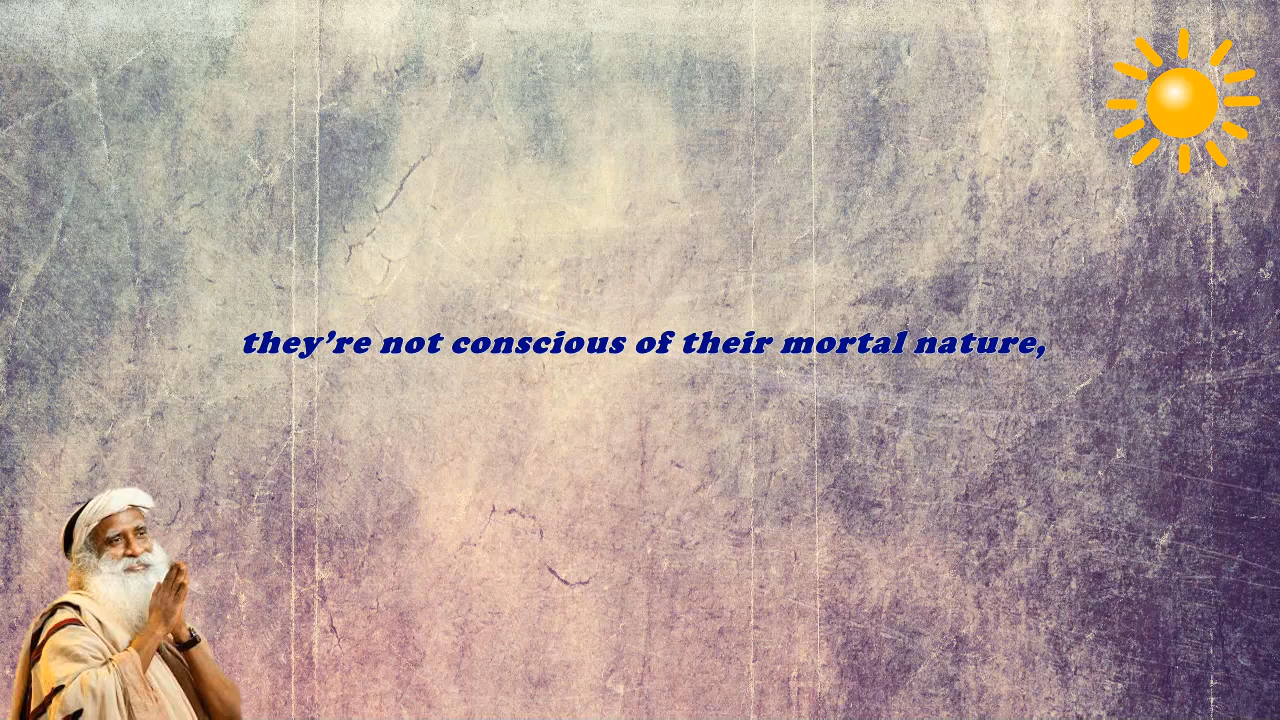 they’re not conscious of their mortal nature,